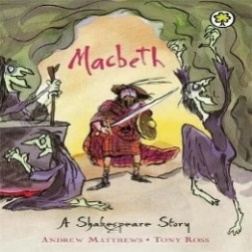 Macbeth
A Shakespeare Story
ANDREW MATTHEWS • TONY ROSS